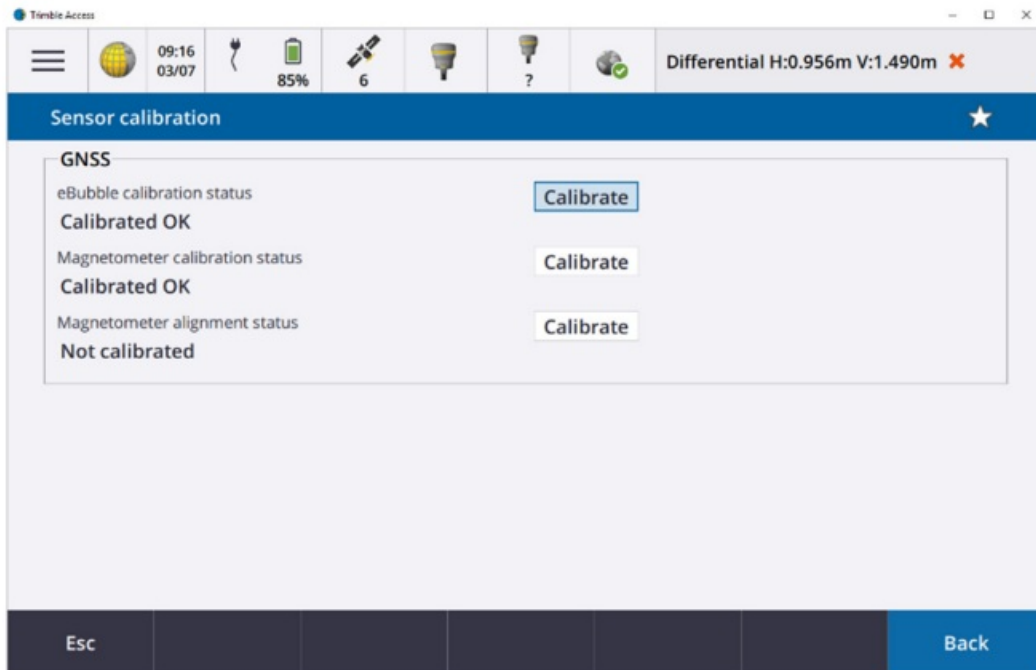 Trimble Access
09:16
03/07
85%
6
?
Differential H:0.956m V:1.490m
Sensor calibration
GNSS
eBubble calibration status
Calibrate
Calibrated OK
Magnetometer calibration status
Calibrate
Calibrated OK
Magnetometer alignment status
Calibrate
Not calibrated
Esc
Back